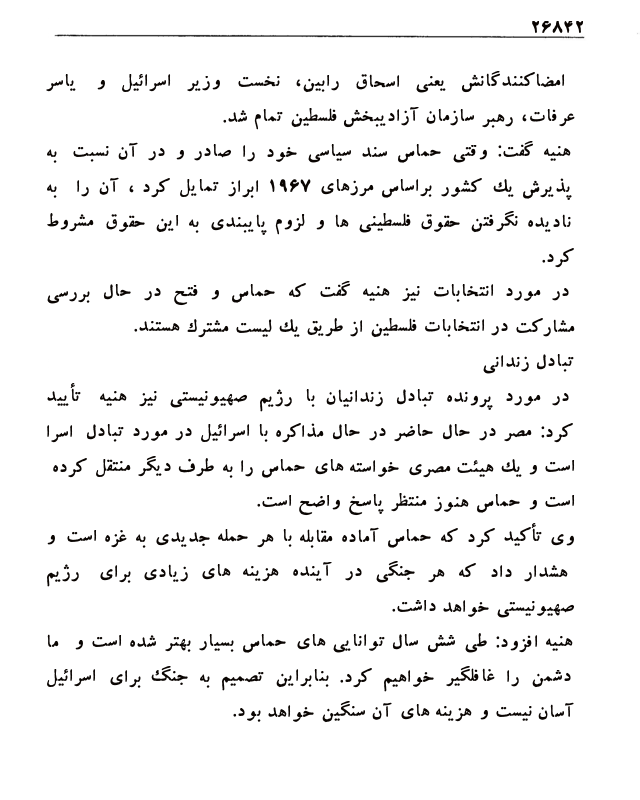 ۲۶۸۴۲
امضاکنندگانش یعنی اسحاق رابین، نخست وزیر اسرائیل و یاسر
عرفات، رهبر سازمان آزادیبخش فلسطین تمام شد.
هنیه گفت: وقتی حماس سند سیاسی خود را صادر و در آن نسبت به
پذیرش یك کشور براساس مرزهای ۱۹۶۷ ابراز تمایل کرد ، آن را به
نادیده نگرفتن حقوق فلسطینی ها و لزوم پایبندی به این حقوق مشروط
کرد.
در مورد انتخابات نیز هنیه گفت که حماس و فتح در حال بررسی
مشارکت در انتخابات فلسطین از طریق یك لیست مشترك هستند.
تبادل زندانی
در مورد پرونده تبادل زندانیان با رژیم صهیونیستی نیز هنیه تأیید
کرد: مصر در حال حاضر در حال مذاکره با اسرائیل در مورد تبادل اسرا
است و یك هیئت مصری خواسته های حماس را به طرف دیگر منتقل کرده
است و حماس هنوز منتظر پاسخ واضح است.
وی تأکید کرد که حماس آماده مقابله با هر حمله جدیدی به غزه است و
هشدار داد که هر جنگی در آینده هزینه های زیادی برای رژیم
صهیونیستی خواهد داشت.
هنیه افزود: طی شش سال توانایی های حماس بسیار بهتر شده است و ما
دشمن را غافلگیر خواهیم کرد. بنابراین تصمیم به جنگ برای اسرائیل
آسان نیست و هزینه های آن سنگین خواهد بود.